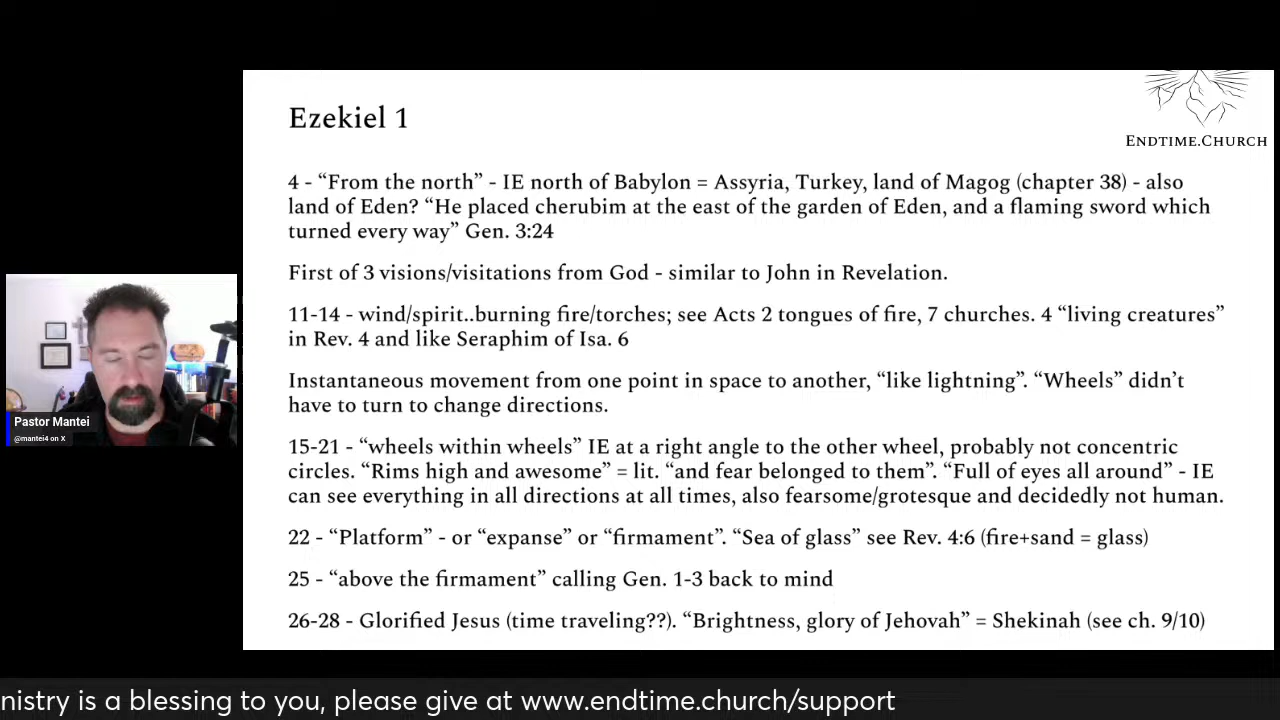 Ezekiel 1
ENDTIME.CHURCH
4 - “From the north” - IE north of Babylon = Assyria, Turkey, land of Magog (chapter 38) - also
land of Eden? “He placed cherubim at the east of the garden of Eden, and a flaming sword which
turned every way” Gen. 3:24
First of 3 visions/visitations from God - similar to John in Revelation.
11-14 - wind/spirit..burning fire/torches; see Acts 2 tongues of fire, 7 churches. 4 “living creatures”
in Rev. 4 and like Seraphim of Isa. 6
Instantaneous movement from one point in space to another, “like lightning”. “Wheels” didn’t
have to turn to change directions.
15-21 - “wheels within wheels” IE at a right angle to the other wheel, probably not concentric
circles. “Rims high and awesome” = lit. “and fear belonged to them”. “Full of eyes all around” - IE
can see everything in all directions at all times, also fearsome/grotesque and decidedly not human.
22 - “Platform” - or “expanse” or “firmament”. “Sea of glass” see Rev. 4:6 (fire+sand = glass)
25 - “above the firmament” calling Gen. 1-3 back to mind
26-28 - Glorified Jesus (time traveling??). “Brightness, glory of Jehovah” = Shekinah (see ch. 9/10)
Pastor Mantei
@mantei4 on X
nistry is a blessing to you, please give at www.endtime.church/support